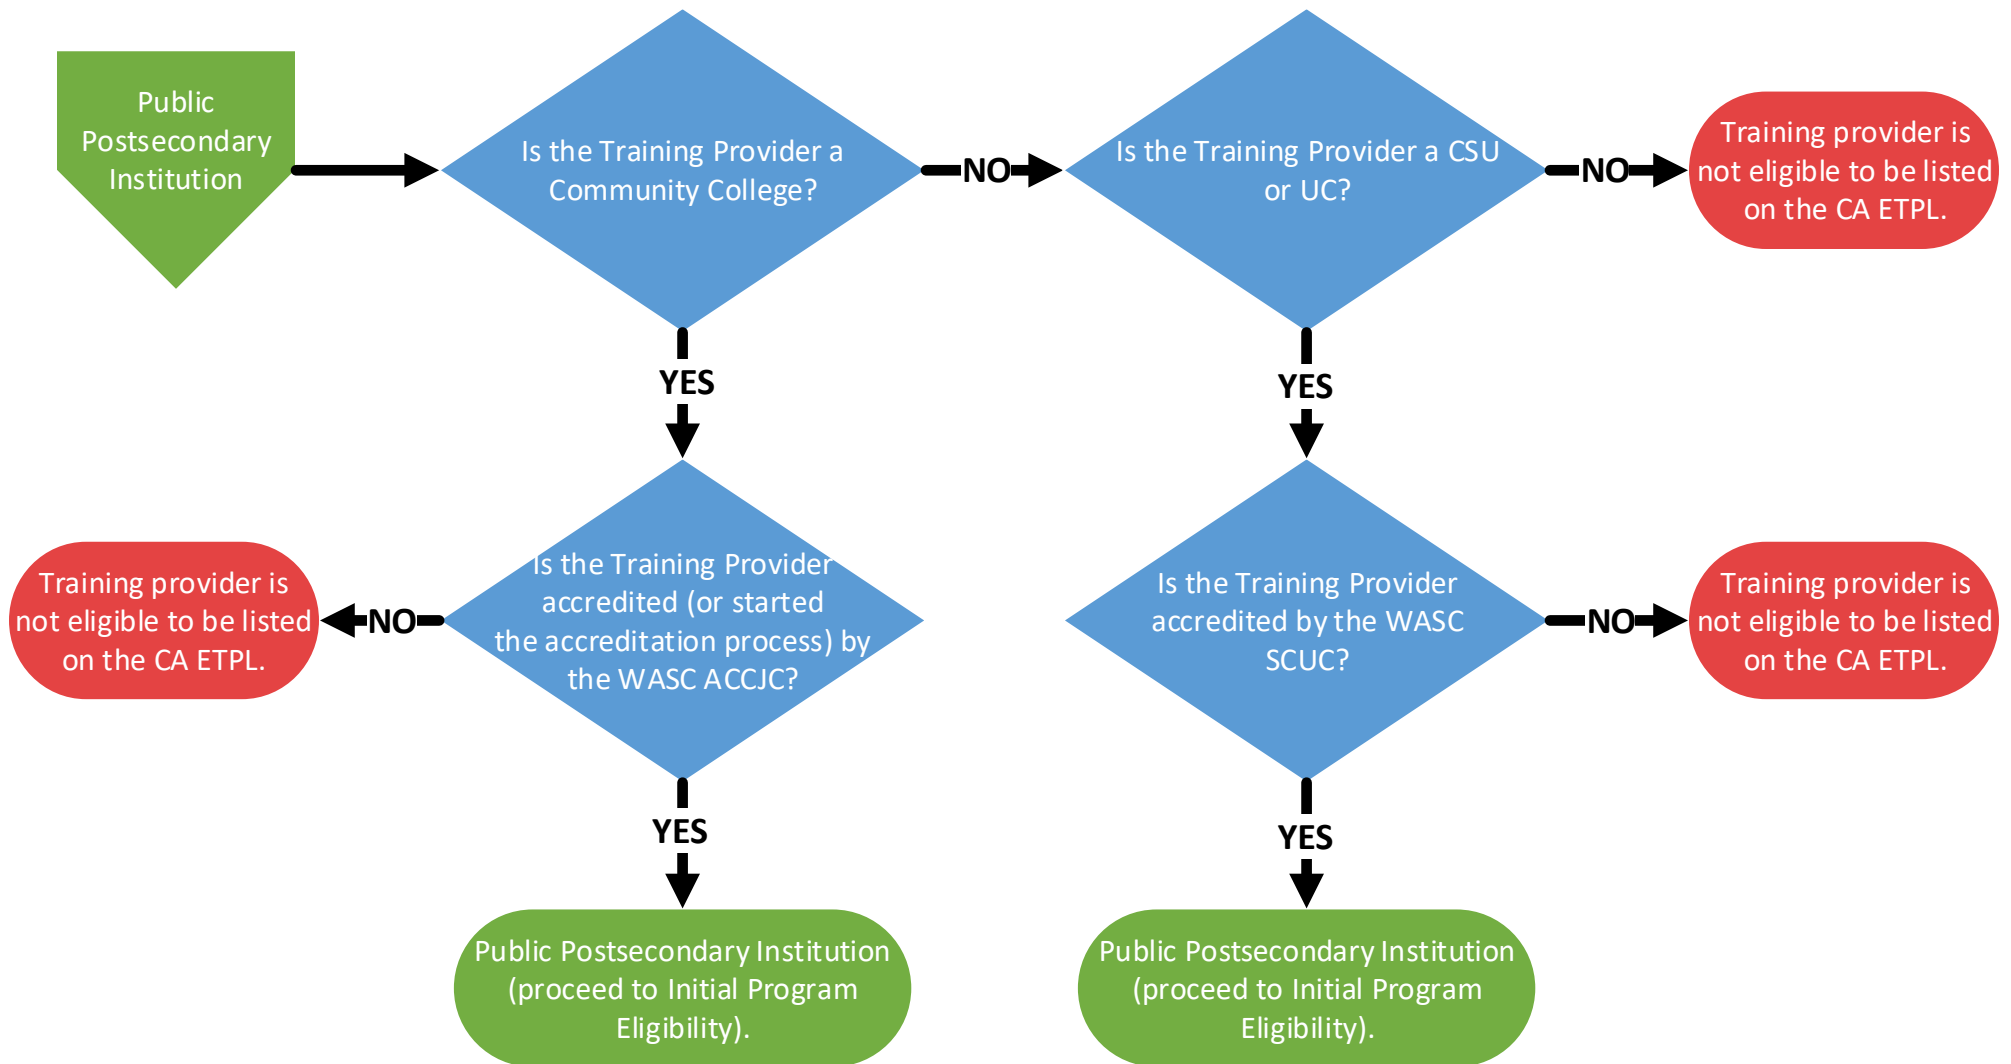 Public
Postsecondary
Institution
Is the Training Provider a
Community College?
NO
Is the Training Provider a CSU
or UC?
NO
Training provider is
not eligible to be listed
on the CA ETPL.
YES
YES
Training provider is
not eligible to be listed
on the CA ETPL.
NO
Is the Training Provider
accredited (or started
the accreditation process) by
the WASC ACCJC?
Is the Training Provider
accredited by the WASC
SCUC?
NO
Training provider is
not eligible to be listed
on the CA ETPL.
YES
YES
Public Postsecondary Institution
(proceed to Initial Program
Eligibility).
Public Postsecondary Institution
(proceed to Initial Program
Eligibility).